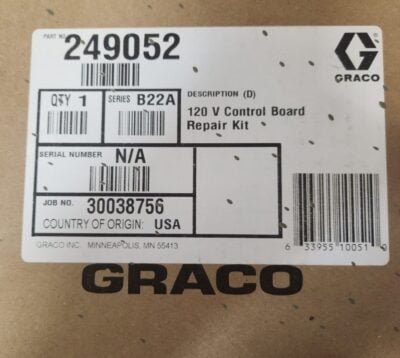 PART NO. 249052
GRACO
QTY 1
SERIES B22A
DESCRIPTION (D)
120 V Control Board
Repair Kit
SERIAL NUMBER N/A
JOB NO. 30038756
COUNTRY OF ORIGIN: USA
GRACO INC. MINNEAPOLIS, MN 55413
6 33955 10051 0
GRACO